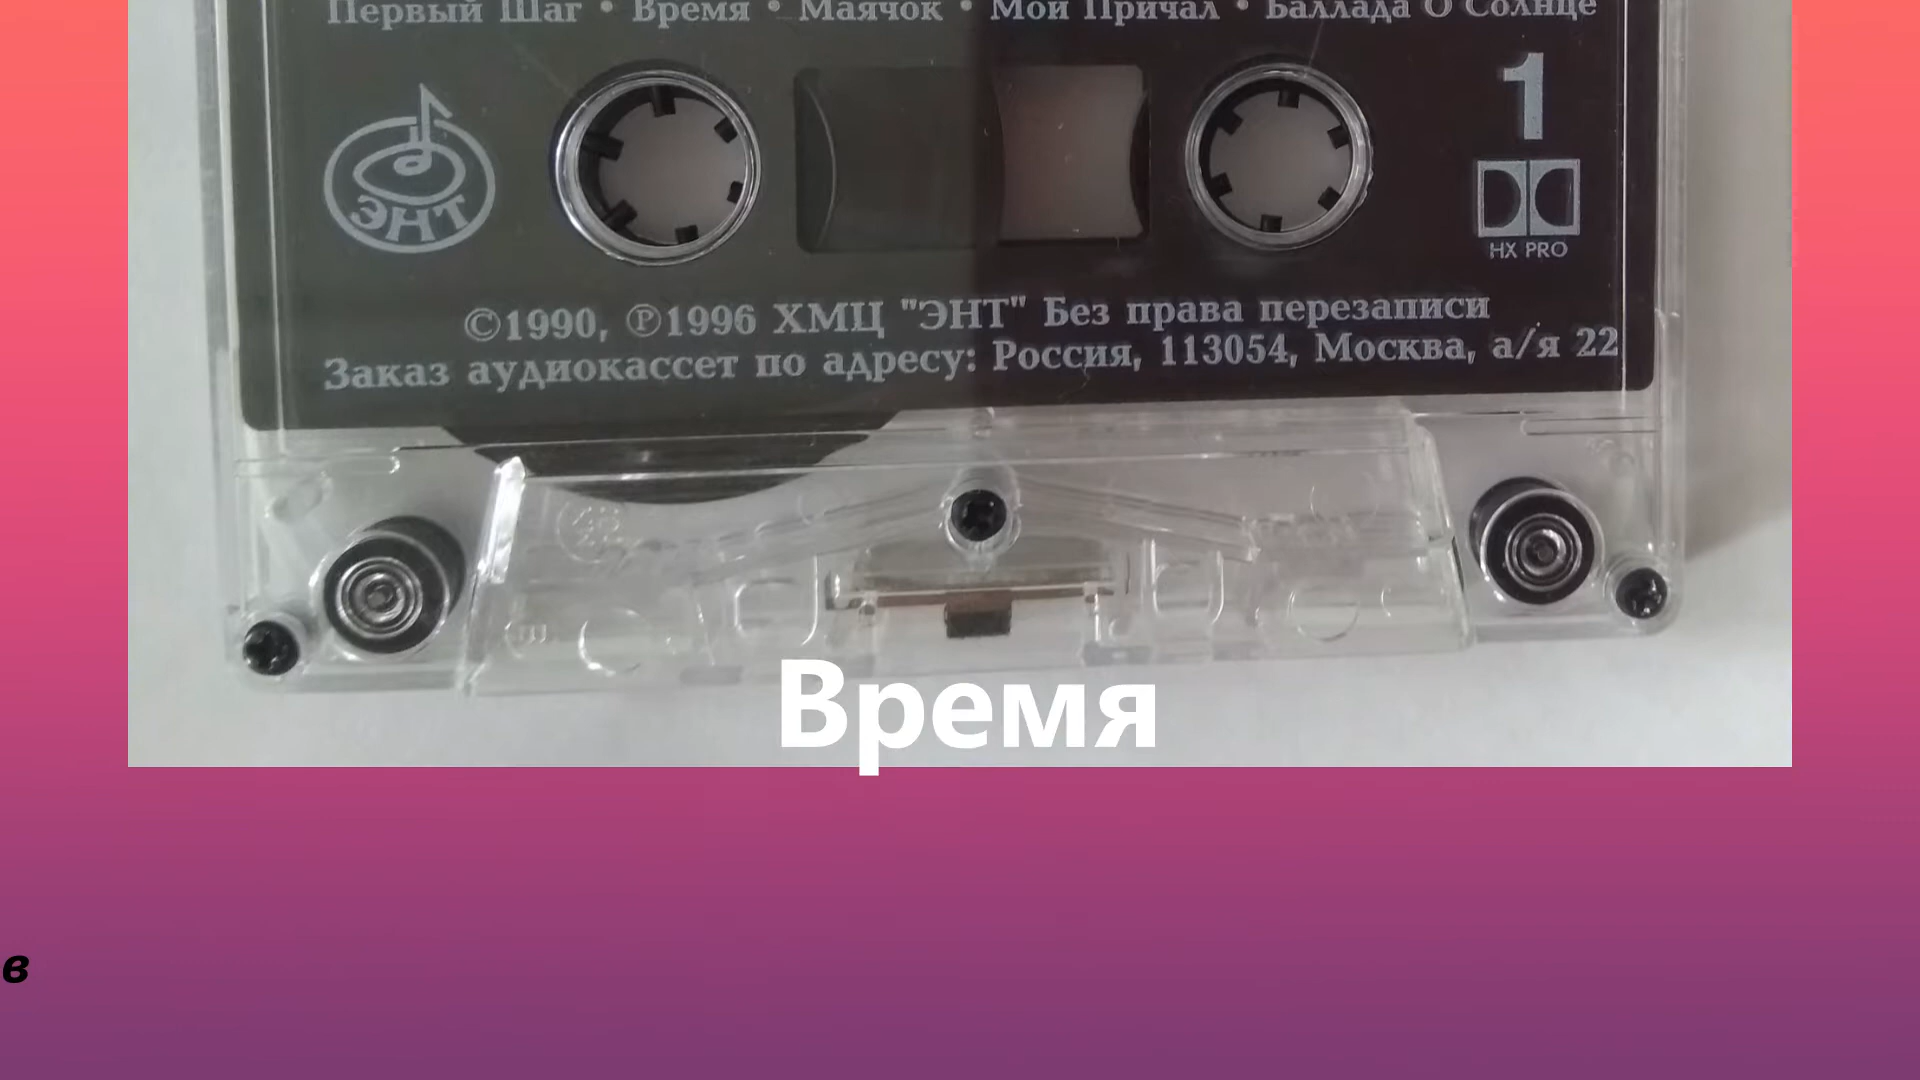 Первый Шаг • Время • Маячок • Мой Причал • Баллада О Солнце
1
ЭНТ
HX PRO
©1990, ℗1996 ХМЦ "ЭНТ" Без права перезаписи
Заказ аудиокассет по адресу: Россия, 113054, Москва, а/я 22
Время
в